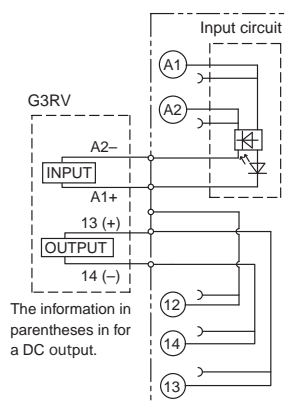 Input circuit
A1
A2
G3RV
A2–
INPUT
A1+
13 (+)
OUTPUT
14 (–)
The information in
parentheses in for
a DC output.
12
14
13